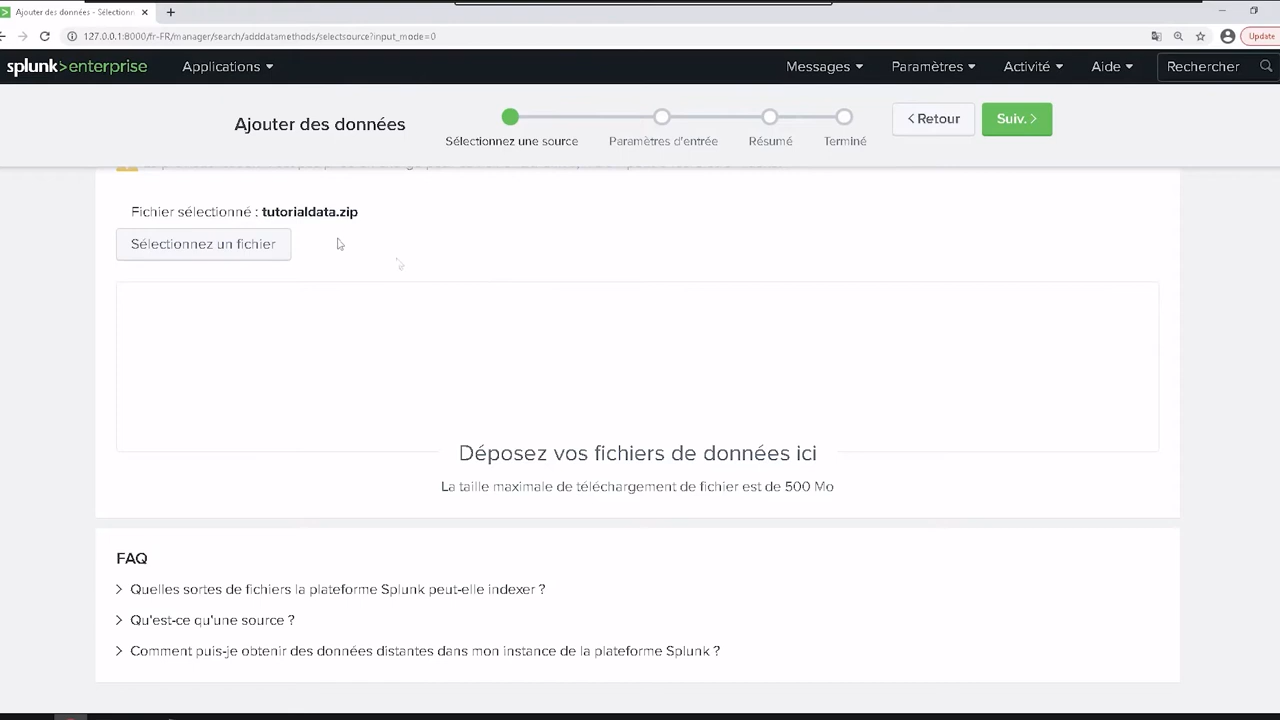 Ajouter des données - Sélection
127.0.0.1:8000/fr-FR/manager/search/adddatamethods/selectsource?input_mode=0
Update
splunk>enterprise Applications Messages Paramètres Activité Aide Rechercher
Ajouter des données
Sélectionnez une source Paramètres d'entrée Résumé Terminé
< Retour Suiv. >
Fichier sélectionné : tutorialdata.zip
Sélectionnez un fichier
Déposez vos fichiers de données ici
La taille maximale de téléchargement de fichier est de 500 Mo
FAQ
> Quelles sortes de fichiers la plateforme Splunk peut-elle indexer ?
> Qu'est-ce qu'une source ?
> Comment puis-je obtenir des données distantes dans mon instance de la plateforme Splunk ?